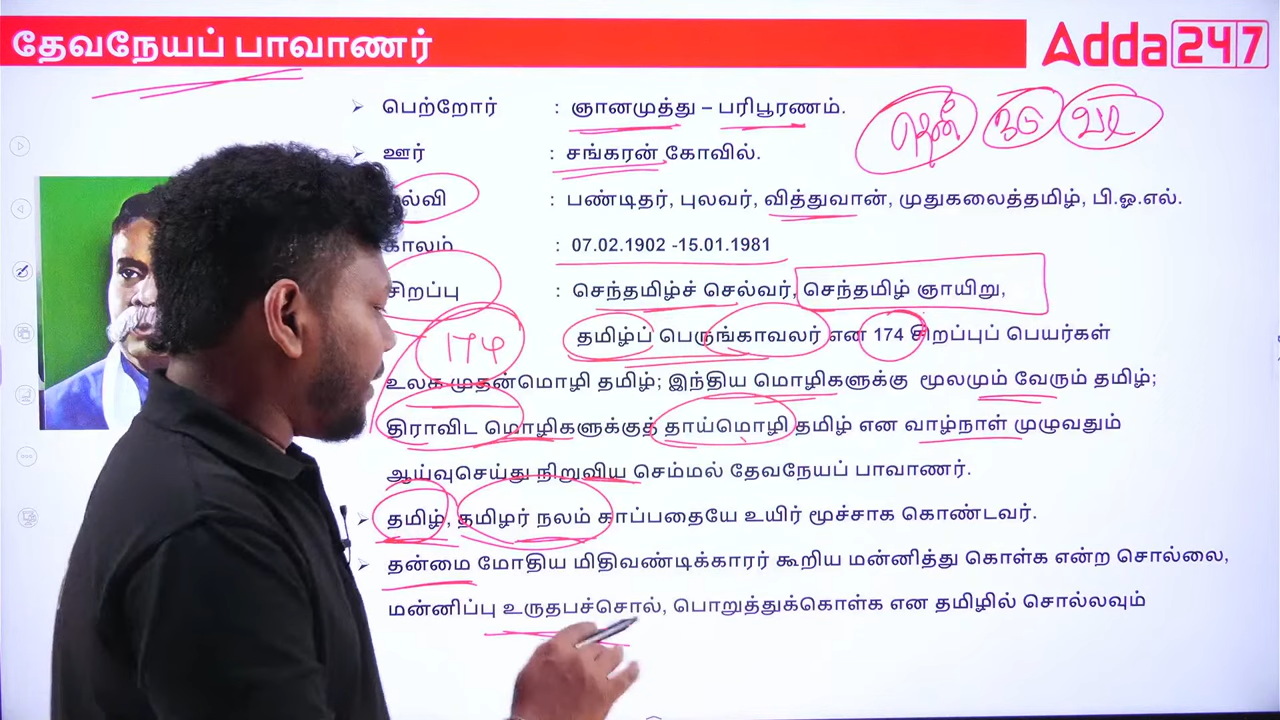 தேவநேயப் பாவாணர்
Adda247
➢ பெற்றோர் : ஞானமுத்து – பரிபூரணம்.
➢ ஊர் : சங்கரன் கோவில்.
ல்வி : பண்டிதர், புலவர், வித்துவான், முதுகலைத்தமிழ், பி.ஓ.எல்.
காலம் : 07.02.1902 -15.01.1981
சிறப்பு : செந்தமிழ்ச் செல்வர், செந்தமிழ் ஞாயிறு,
தமிழ்ப் பெருங்காவலர் என 174 சிறப்புப் பெயர்கள்
174
உலக முதன்மொழி தமிழ்; இந்திய மொழிகளுக்கு மூலமும் வேரும் தமிழ்;
திராவிட மொழிகளுக்குத் தாய்மொழி தமிழ் என வாழ்நாள் முழுவதும்
ஆய்வுசெய்து நிறுவிய செம்மல் தேவநேயப் பாவாணர்.
➢ தமிழ், தமிழர் நலம் காப்பதையே உயிர் மூச்சாக கொண்டவர்.
➢ தன்மை மோதிய மிதிவண்டிக்காரர் கூறிய மன்னித்து கொள்க என்ற சொல்லை,
மன்னிப்பு உருதபச்சொல், பொறுத்துக்கொள்க என தமிழில் சொல்லவும்